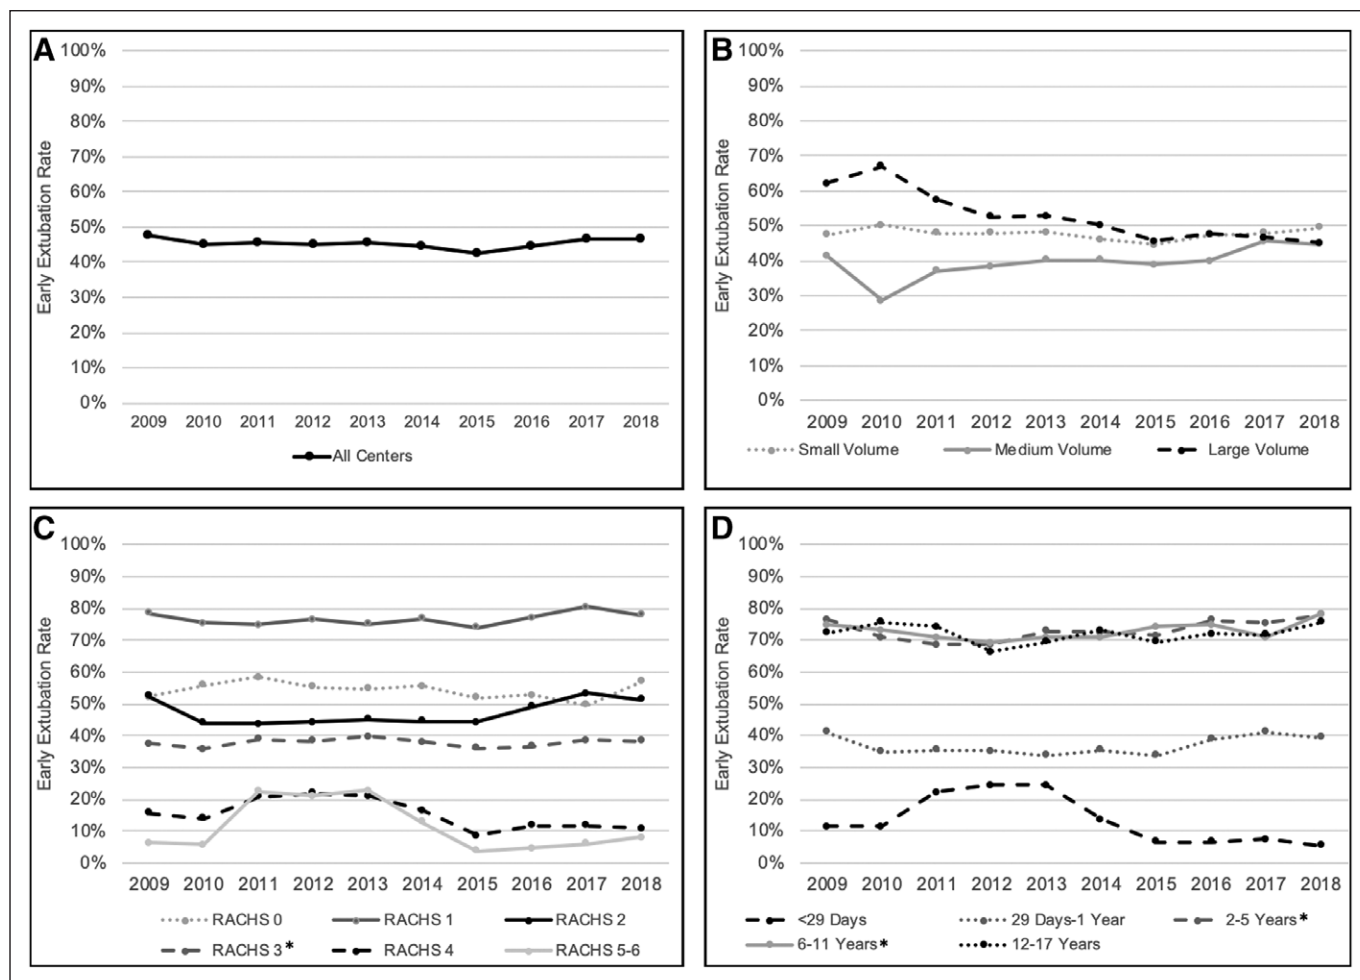 A
100%
90%
80%
70%
60%
50%
40%
30%
20%
10%
0%
Early Extubation Rate
2009 2010 2011 2012 2013 2014 2015 2016 2017 2018
All Centers
B
100%
90%
80%
70%
60%
50%
40%
30%
20%
10%
0%
Early Extubation Rate
2009 2010 2011 2012 2013 2014 2015 2016 2017 2018
Small Volume Medium Volume Large Volume
C
100%
90%
80%
70%
60%
50%
40%
30%
20%
10%
0%
Early Extubation Rate
2009 2010 2011 2012 2013 2014 2015 2016 2017 2018
RACHS 0 RACHS 1 RACHS 2
RACHS 3* RACHS 4 RACHS 5-6
D
100%
90%
80%
70%
60%
50%
40%
30%
20%
10%
0%
Early Extubation Rate
2009 2010 2011 2012 2013 2014 2015 2016 2017 2018
<29 Days 29 Days-1 Year 2-5 Years*
6-11 Years* 12-17 Years